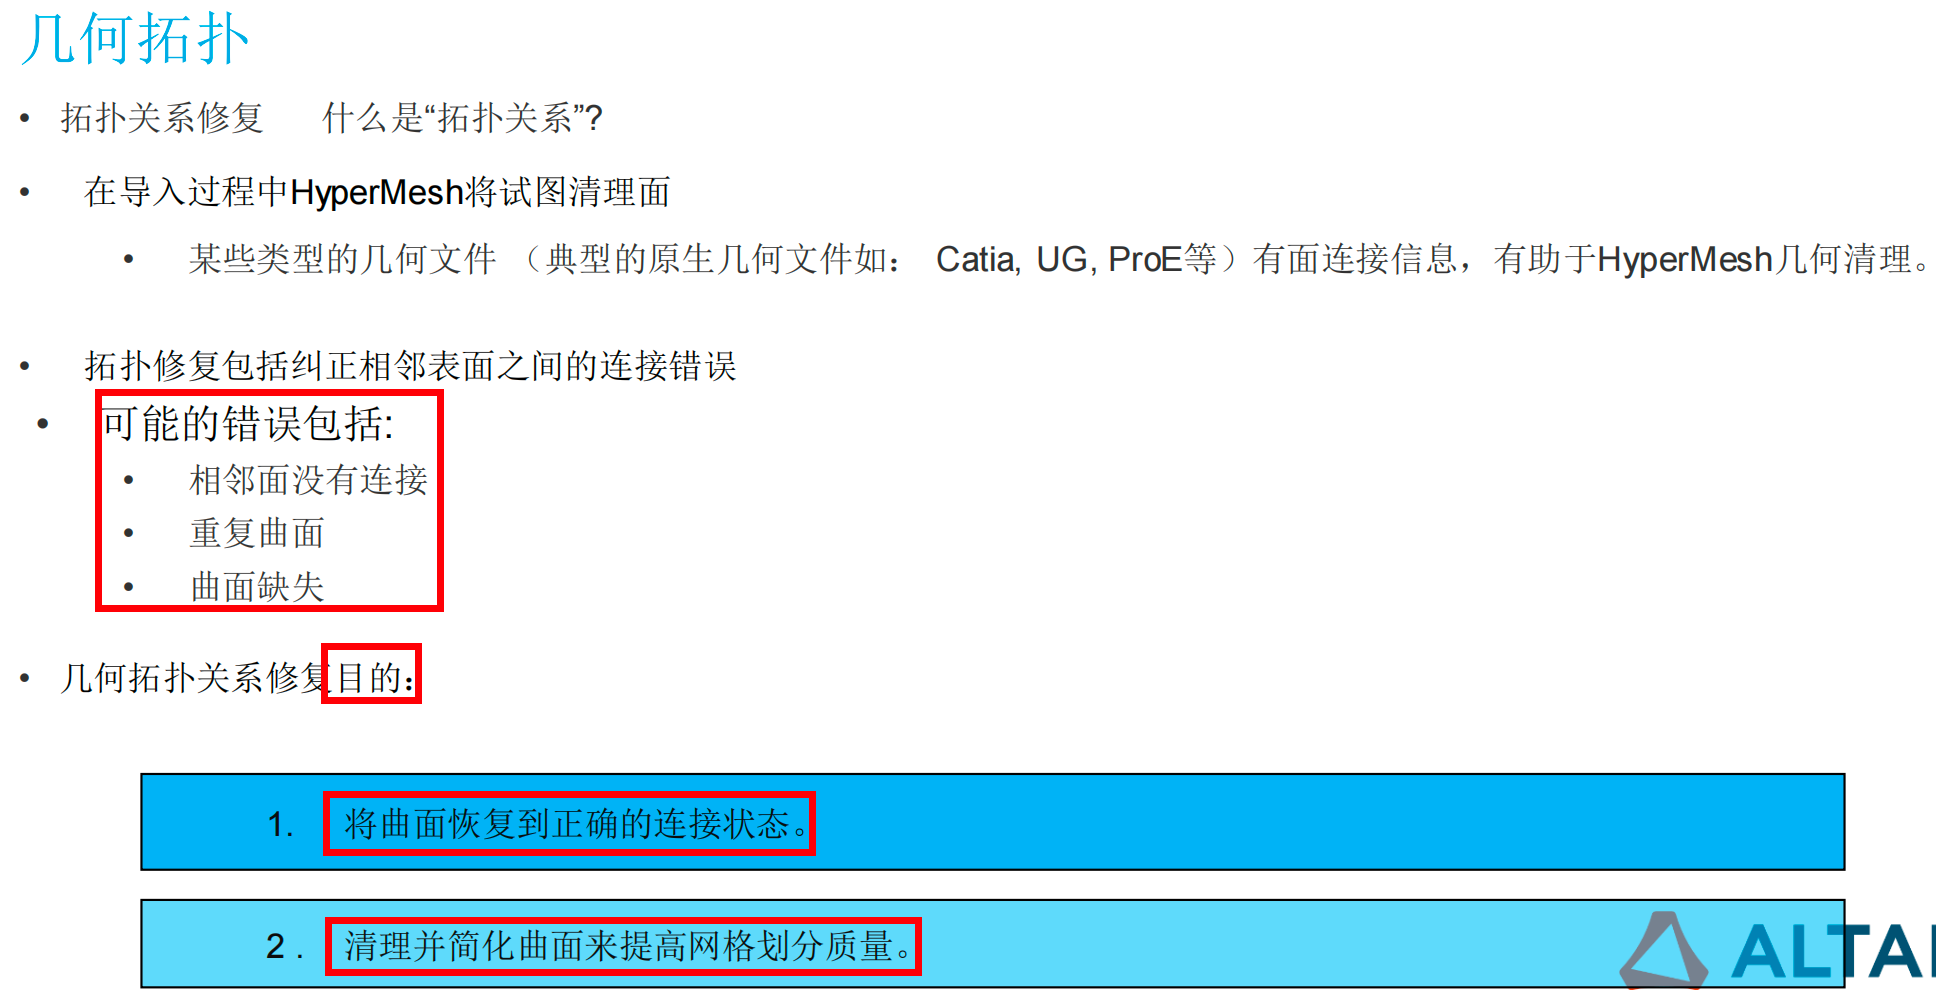 几何拓扑
• 拓扑关系修复 什么是“拓扑关系”?
• 在导入过程中HyperMesh将试图清理面
• 某些类型的几何文件 （典型的原生几何文件如： Catia, UG, ProE等）有面连接信息，有助于HyperMesh几何清理。
• 拓扑修复包括纠正相邻表面之间的连接错误
• 可能的错误包括:
• 相邻面没有连接
• 重复曲面
• 曲面缺失
• 几何拓扑关系修复目的：
1. 将曲面恢复到正确的连接状态。
2 . 清理并简化曲面来提高网格划分质量。
ALTAI